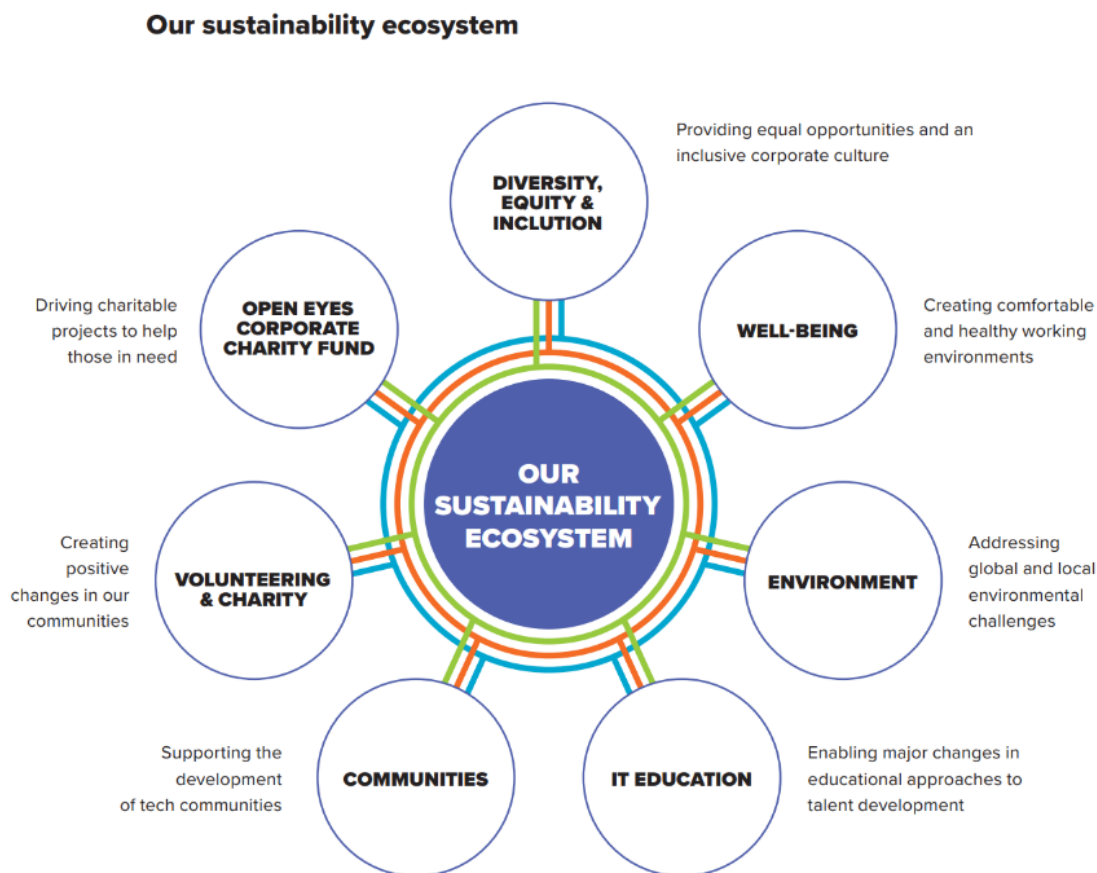 Our sustainability ecosystem
DIVERSITY,
EQUITY &
INCLUTION
Providing equal opportunities and an
inclusive corporate culture
OPEN EYES
CORPORATE
CHARITY FUND
Driving charitable
projects to help
those in need
WELL-BEING
Creating comfortable
and healthy working
environments
OUR
SUSTAINABILITY
ECOSYSTEM
VOLUNTEERING
& CHARITY
Creating
positive
changes in our
communities
ENVIRONMENT
Addressing
global and local
environmental
challenges
COMMUNITIES
Supporting the
development
of tech communities
IT EDUCATION
Enabling major changes in
educational approaches to
talent development